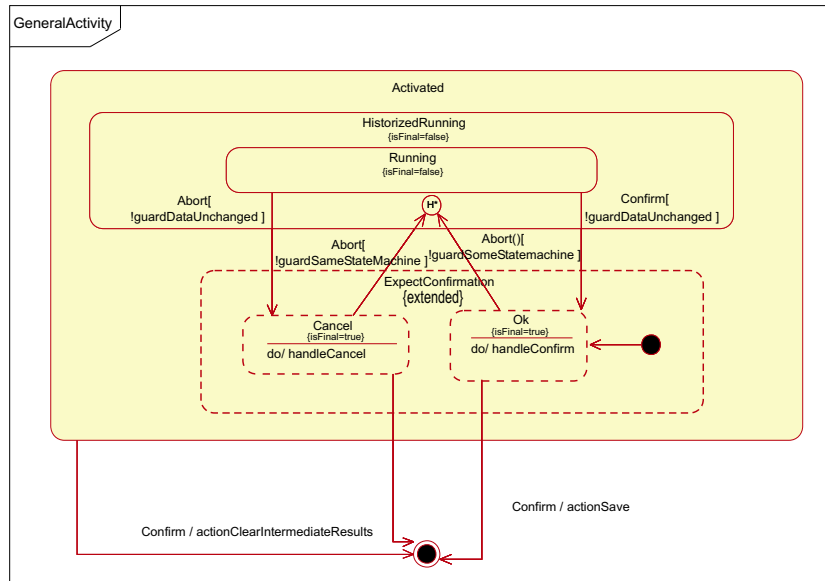 GeneralActivity
Activated
HistorizedRunning
{isFinal=false}
Running
{isFinal=false}
Abort[
!guardDataUnchanged ]
H*
Confirm[
!guardDataUnchanged ]
Abort[
!guardSameStateMachine ]
Abort()[
!guardSomeStatemachine ]
ExpectConfirmation
{extended}
Cancel
{isFinal=true}
do/ handleCancel
Ok
{isFinal=true}
do/ handleConfirm
Confirm / actionSave
Confirm / actionClearIntermediateResults